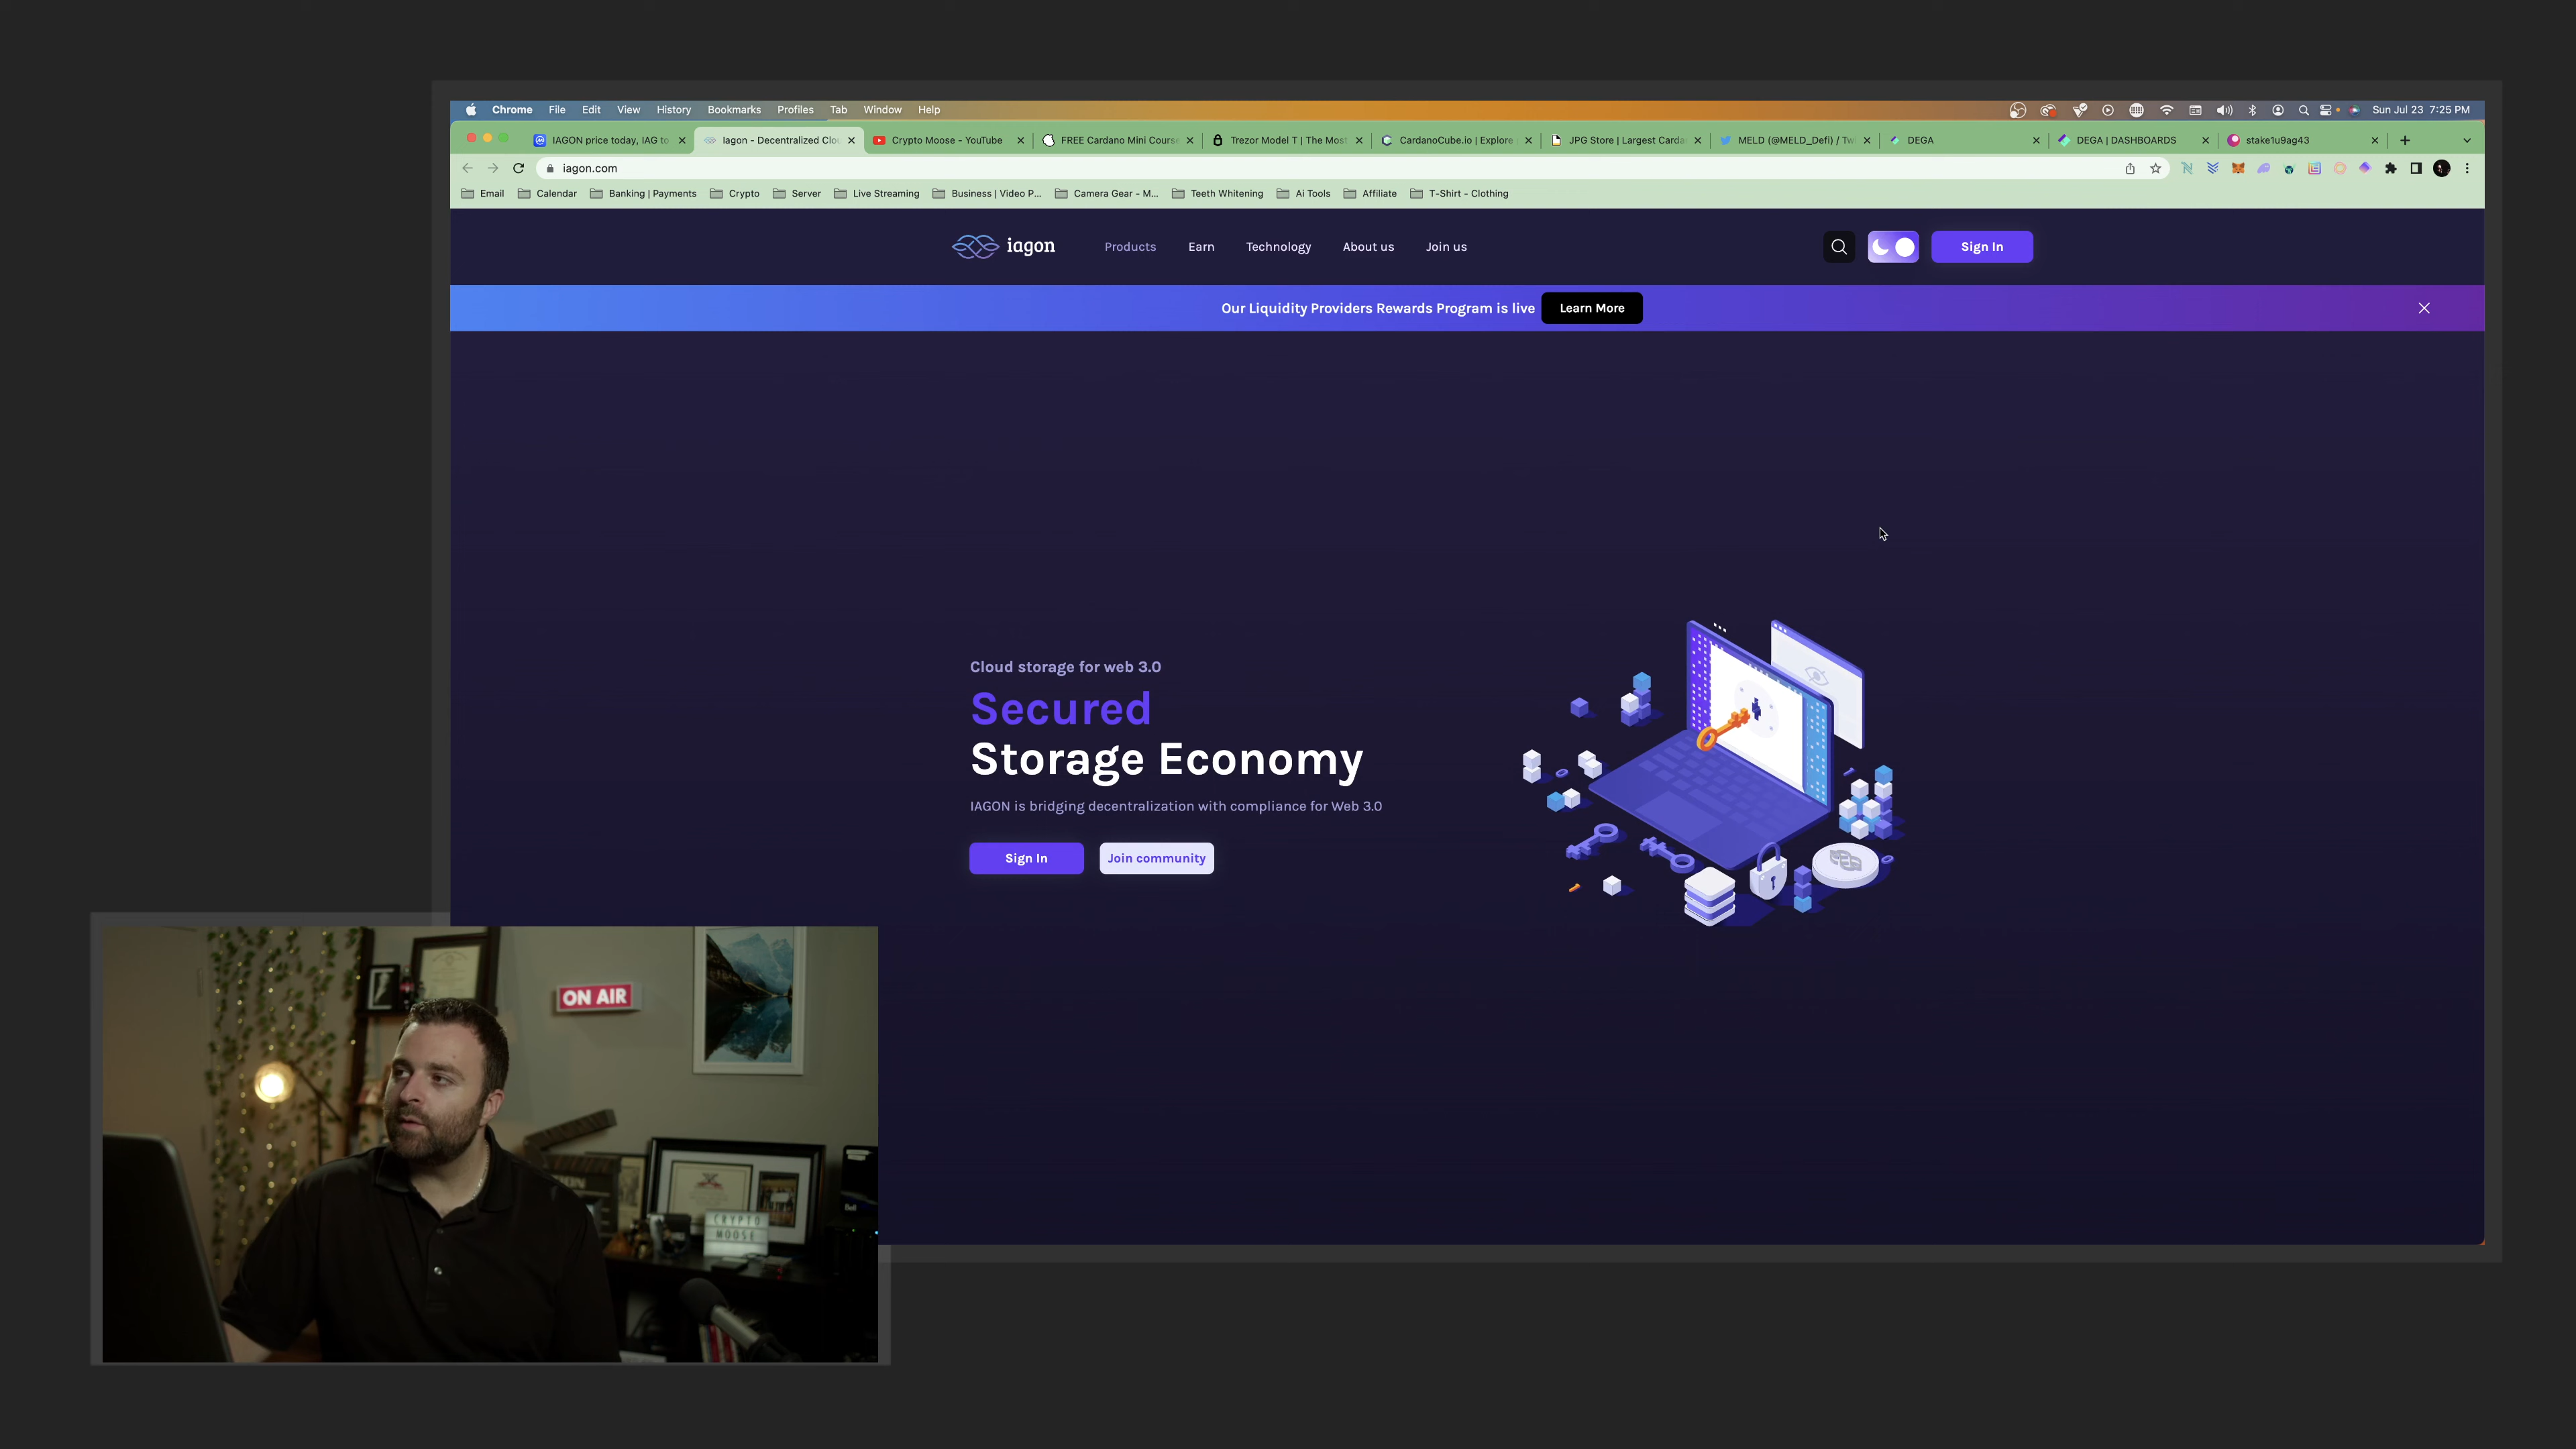 Chrome File Edit View History Bookmarks Profiles Tab Window Help Sun Jul 23 7:25 PM
IAGON price today, IAG to Iagon - Decentralized Clou Crypto Moose - YouTube FREE Cardano Mini Course Trezor Model T | The Most CardanoCube.io | Explore JPG Store | Largest Carda MELD (@MELD_Defi) / Tw DEGA DEGA | DASHBOARDS stake1u9ag43
iagon.com
Email Calendar Banking | Payments Crypto Server Live Streaming Business | Video P... Camera Gear - M... Teeth Whitening Ai Tools Affiliate T-Shirt - Clothing
iagon Products Earn Technology About us Join us Sign In
Our Liquidity Providers Rewards Program is live Learn More
Cloud storage for web 3.0
Secured
Storage Economy
IAGON is bridging decentralization with compliance for Web 3.0
Sign In Join community
ON AIR
CRYPTO
MOOSE
Bell